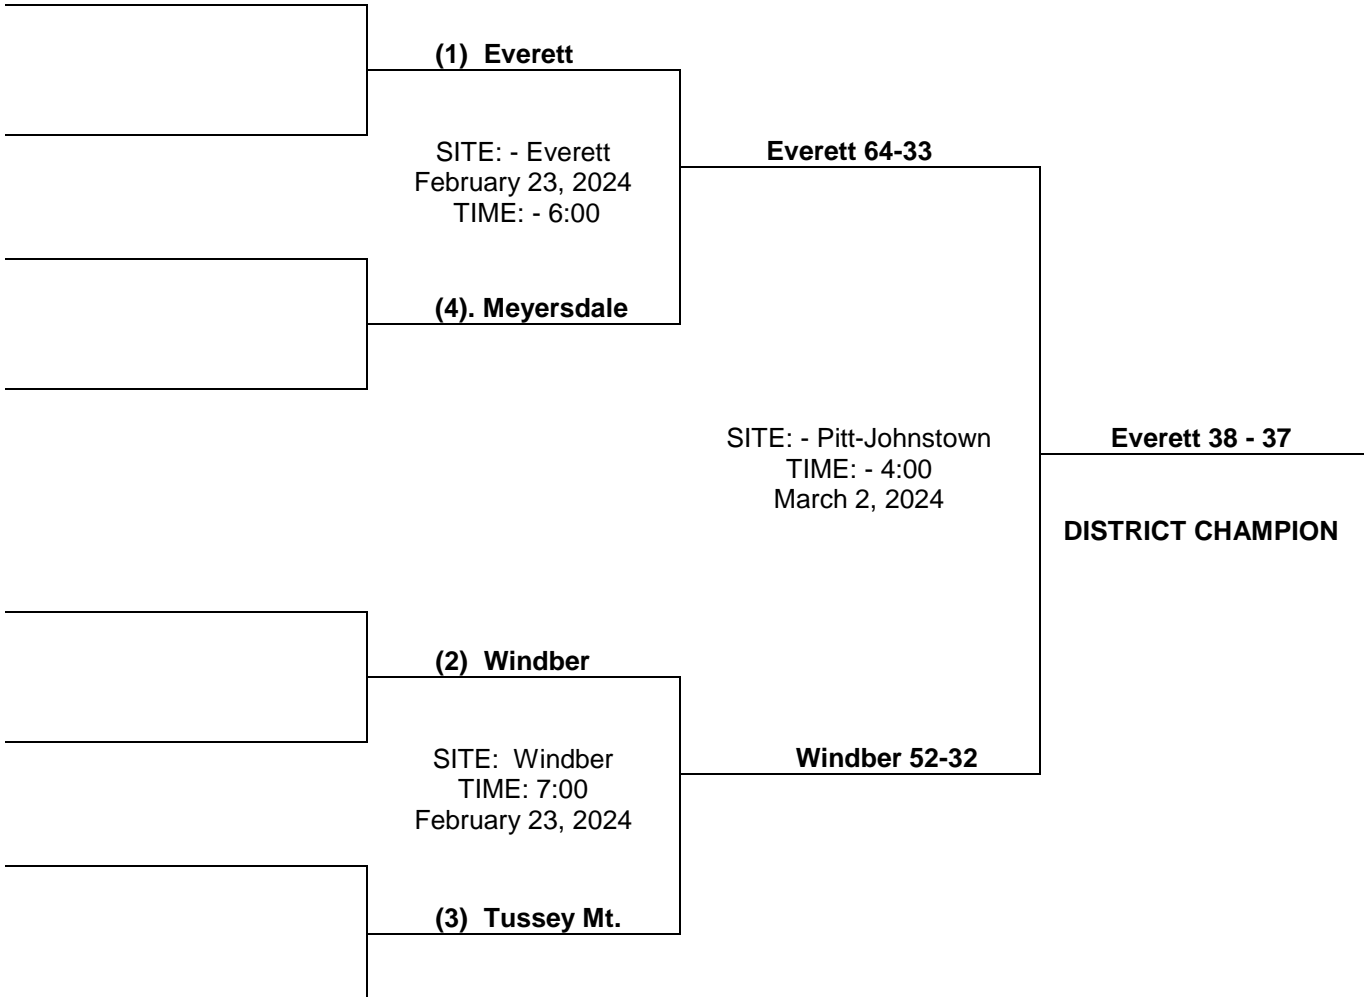 (1)  Everett
SITE: - Everett
February 23, 2024
TIME: - 6:00
(4). Meyersdale
Everett 64-33
SITE: - Pitt-Johnstown
TIME: - 4:00
March 2, 2024
Everett 38 - 37
DISTRICT CHAMPION
(2)  Windber
SITE:  Windber
TIME: 7:00
February 23, 2024
(3)  Tussey Mt.
Windber 52-32